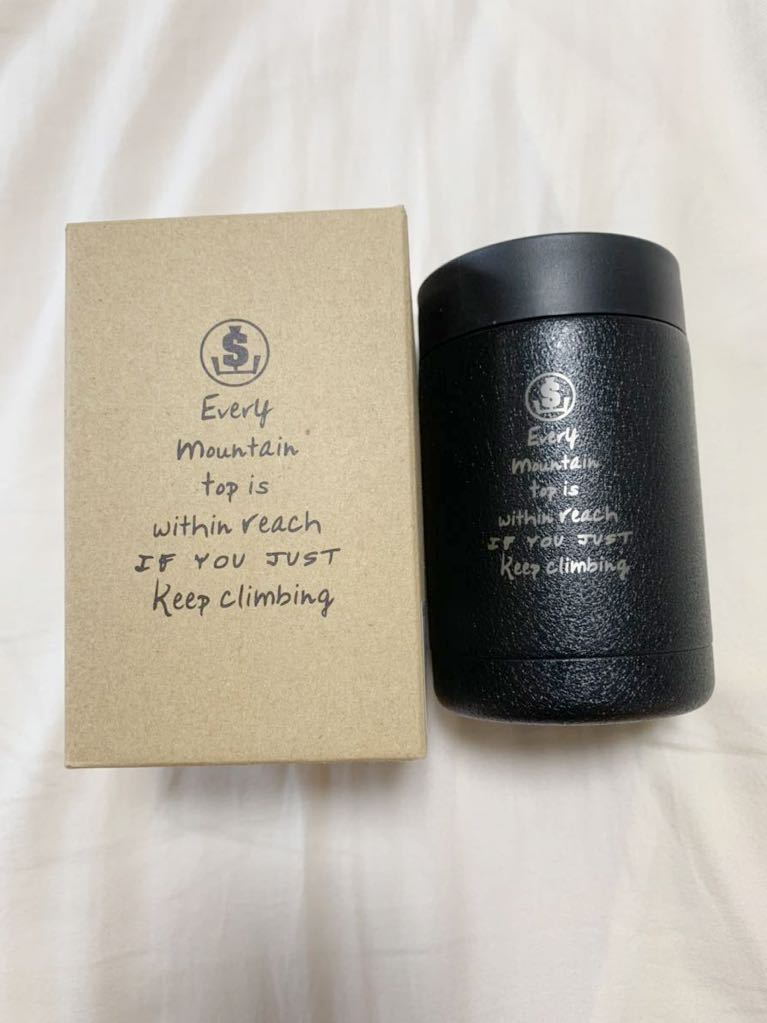 $
Every
mountain
top is
within reach
IF YOU JUST
Keep climbing
$
Every
mountain
top is
within reach
IF YOU JUST
Keep climbing